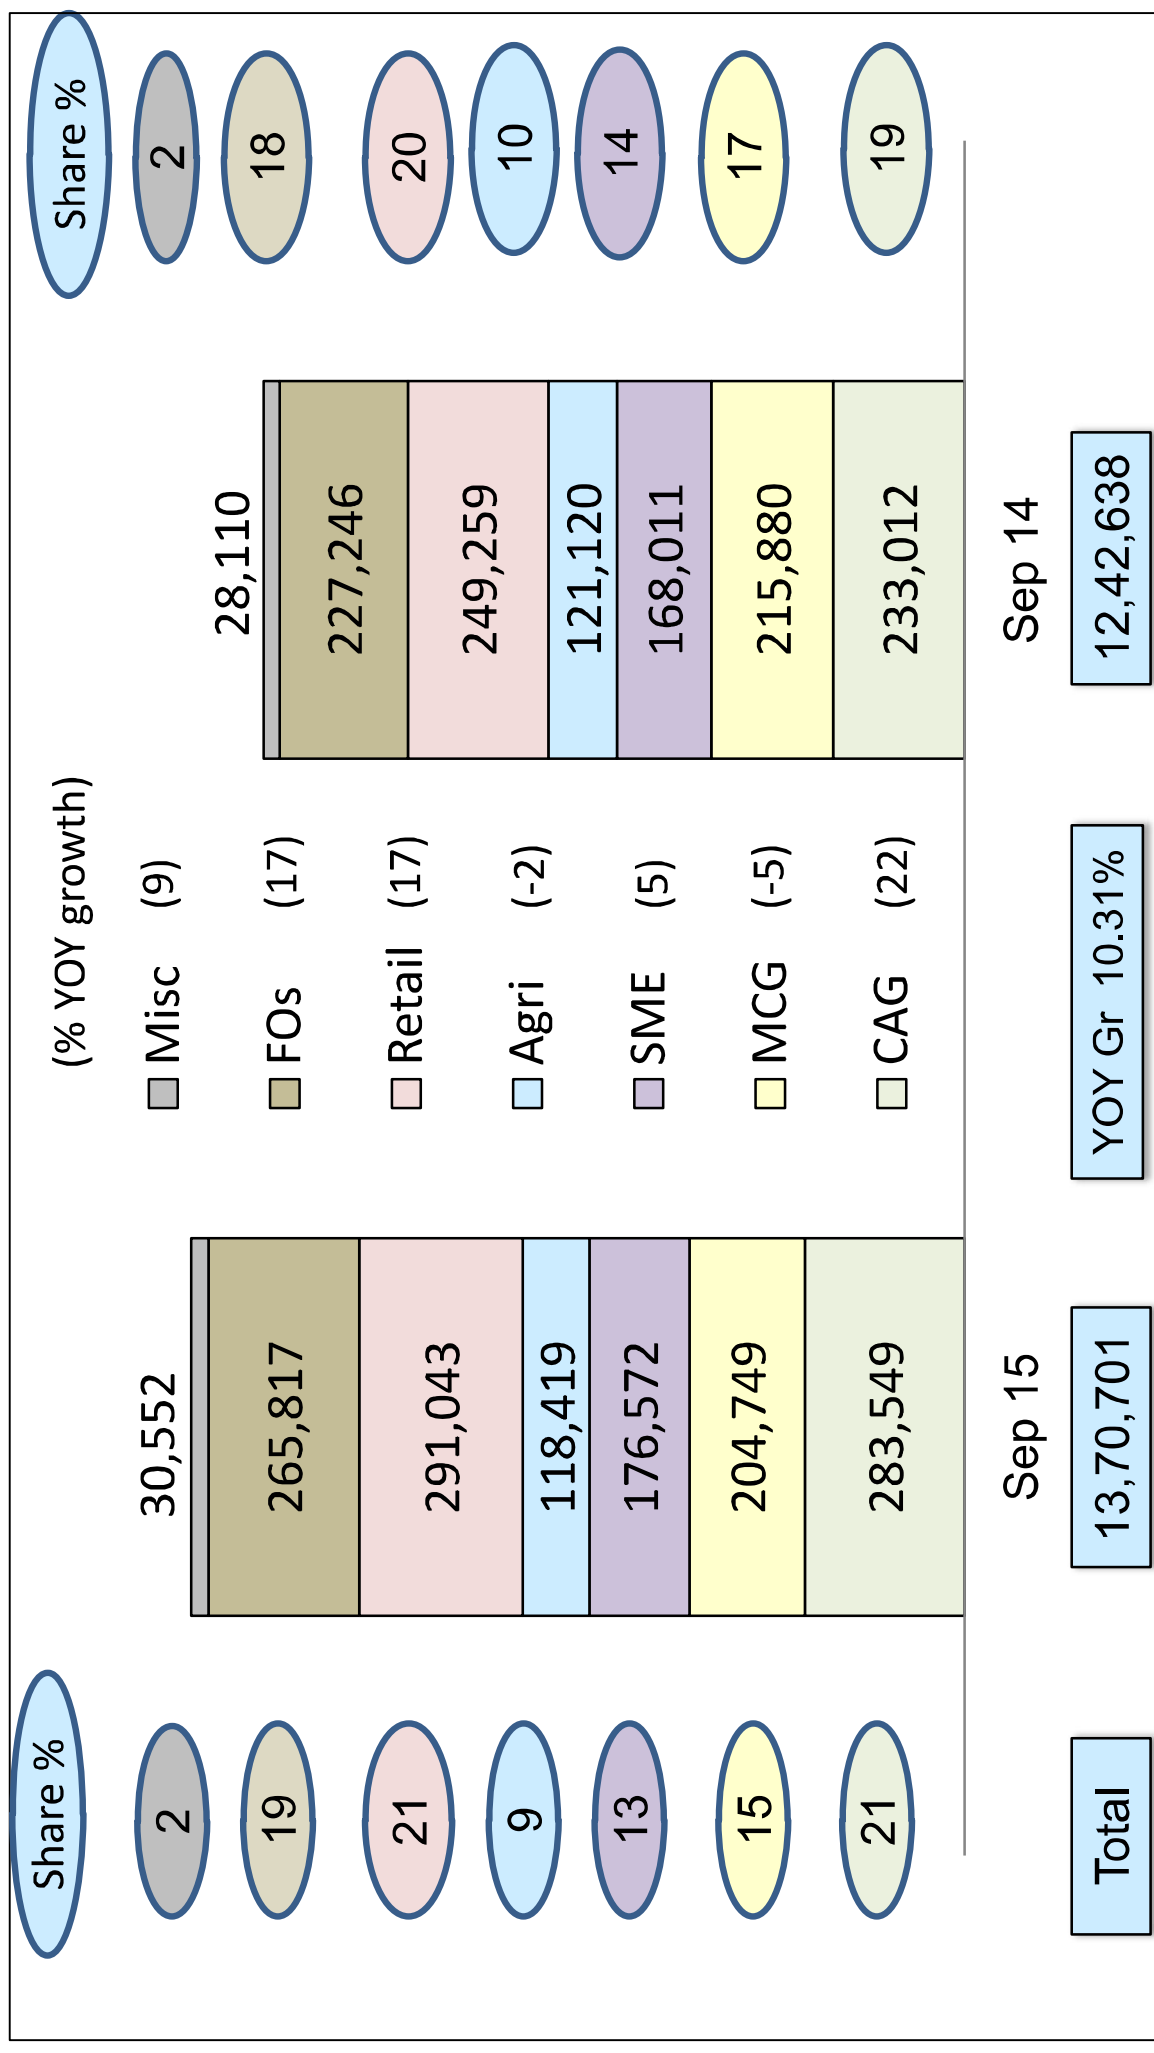 Share %
(% YOY growth)
Share %
2
30,552
Misc (9)
28,110
2
19
265,817
FOs (17)
227,246
18
21
291,043
Retail (17)
249,259
20
9
118,419
Agri (-2)
121,120
10
13
176,572
SME (5)
168,011
14
15
204,749
MCG (-5)
215,880
17
21
283,549
CAG (22)
233,012
19
Sep 15
Sep 14
Total
13,70,701
YOY Gr 10.31%
12,42,638